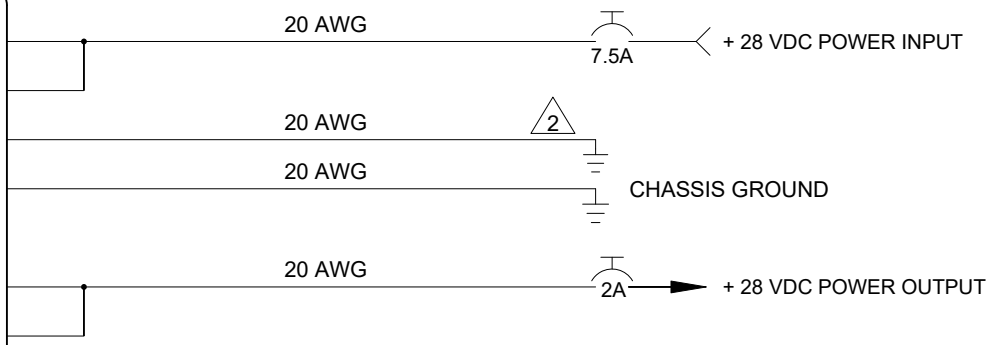 20 AWG
7.5A
+ 28 VDC POWER INPUT
20 AWG
2
20 AWG
CHASSIS GROUND
20 AWG
2A
+ 28 VDC POWER OUTPUT